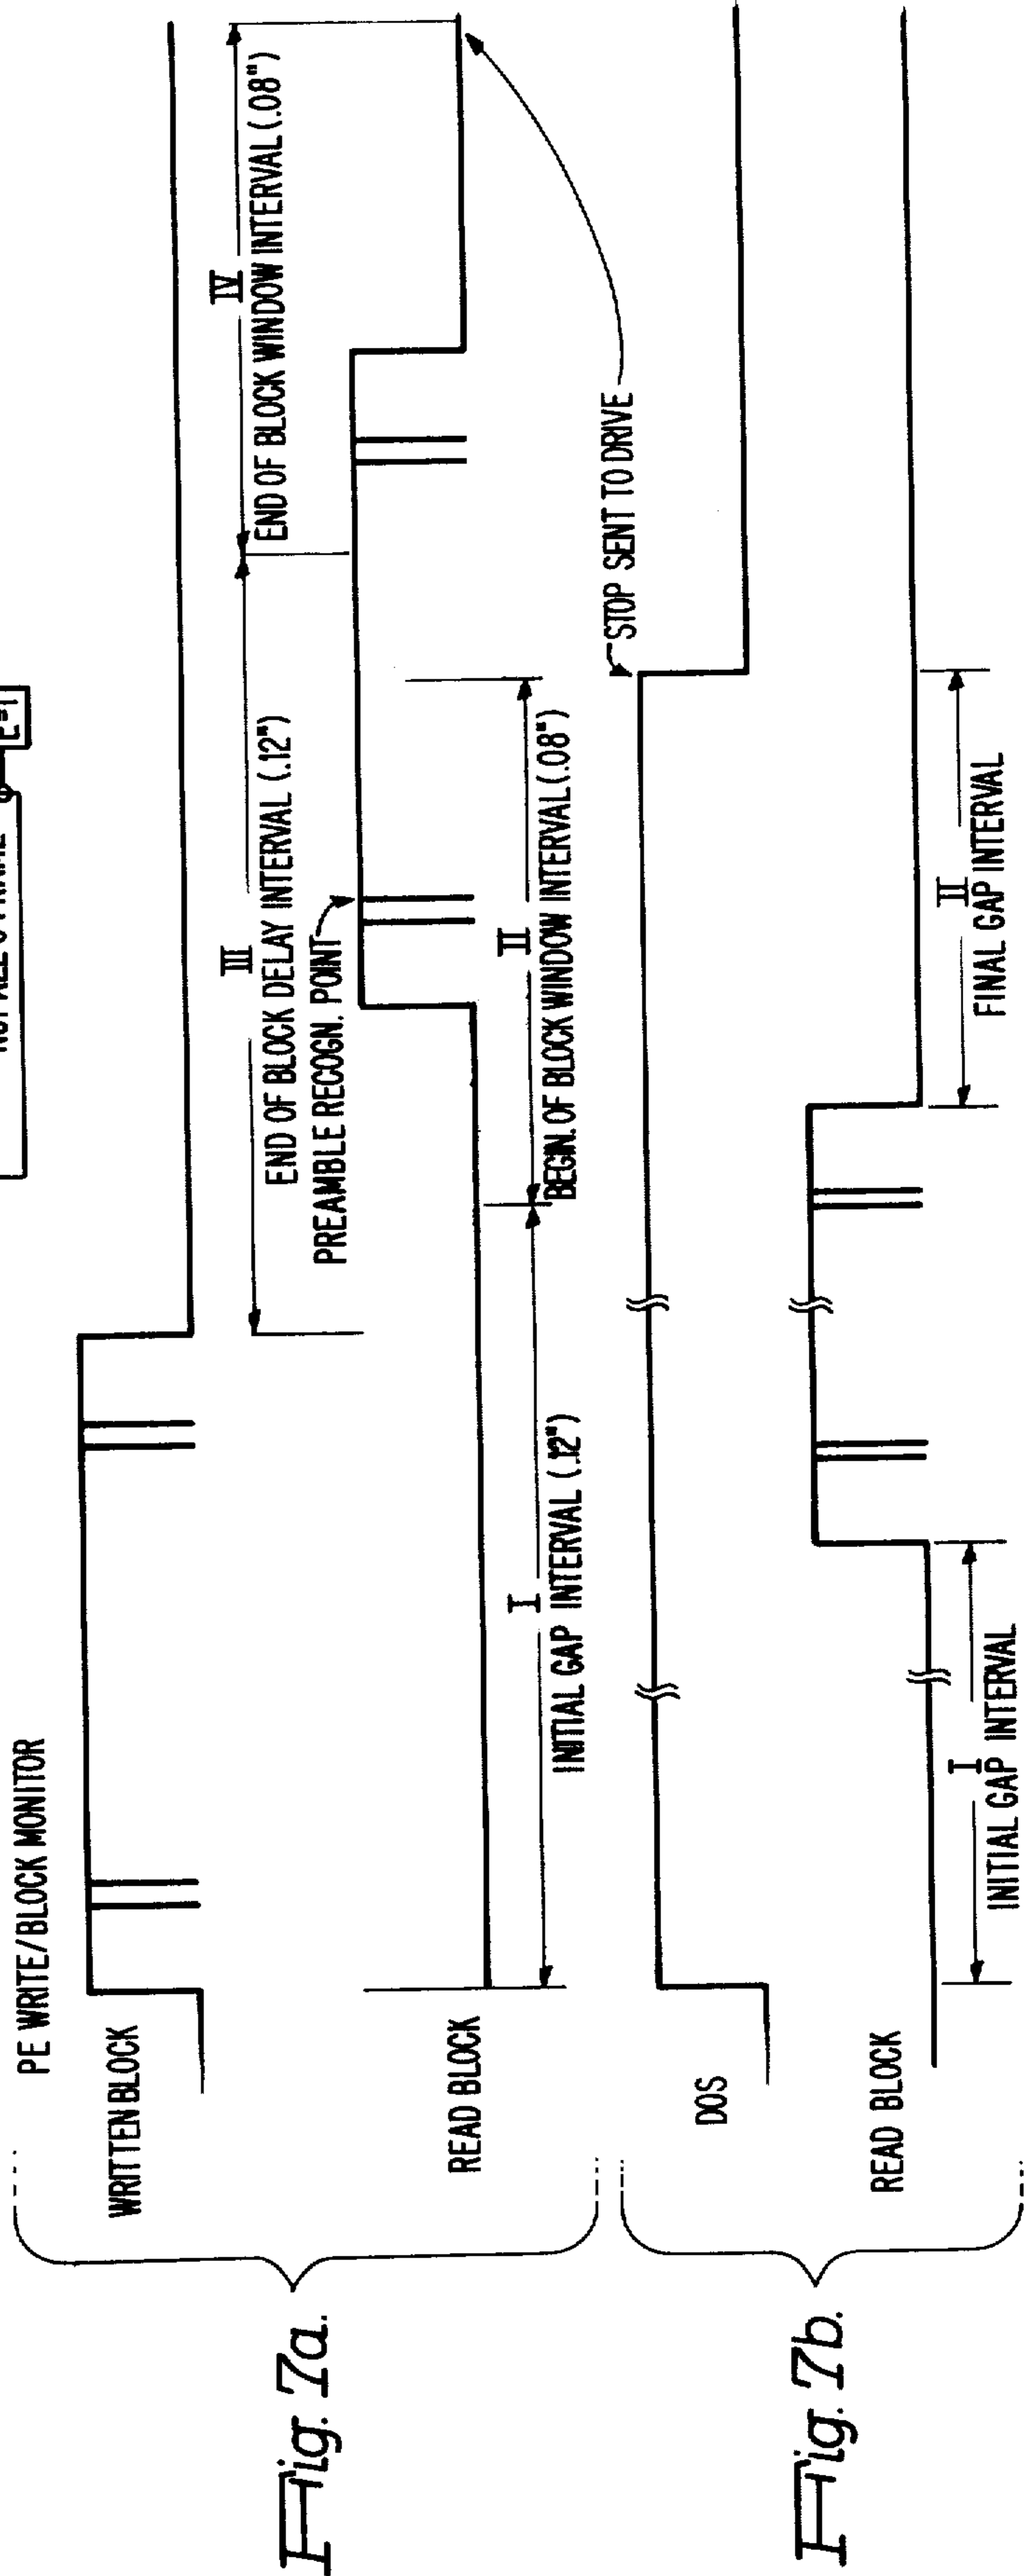 PE WRITE/BLOCK MONITOR
WRITTEN BLOCK
III
END OF BLOCK DELAY INTERVAL (.12")
PREAMBLE RECOGN. POINT
IV
END OF BLOCK WINDOW INTERVAL (.08")
READ BLOCK
I
INITIAL GAP INTERVAL (.12")
II
BEGIN. OF BLOCK WINDOW INTERVAL (.08")
Fig. 7a.
STOP SENT TO DRIVE
DOS
READ BLOCK
I
INITIAL GAP INTERVAL
II
FINAL GAP INTERVAL
Fig. 7b.